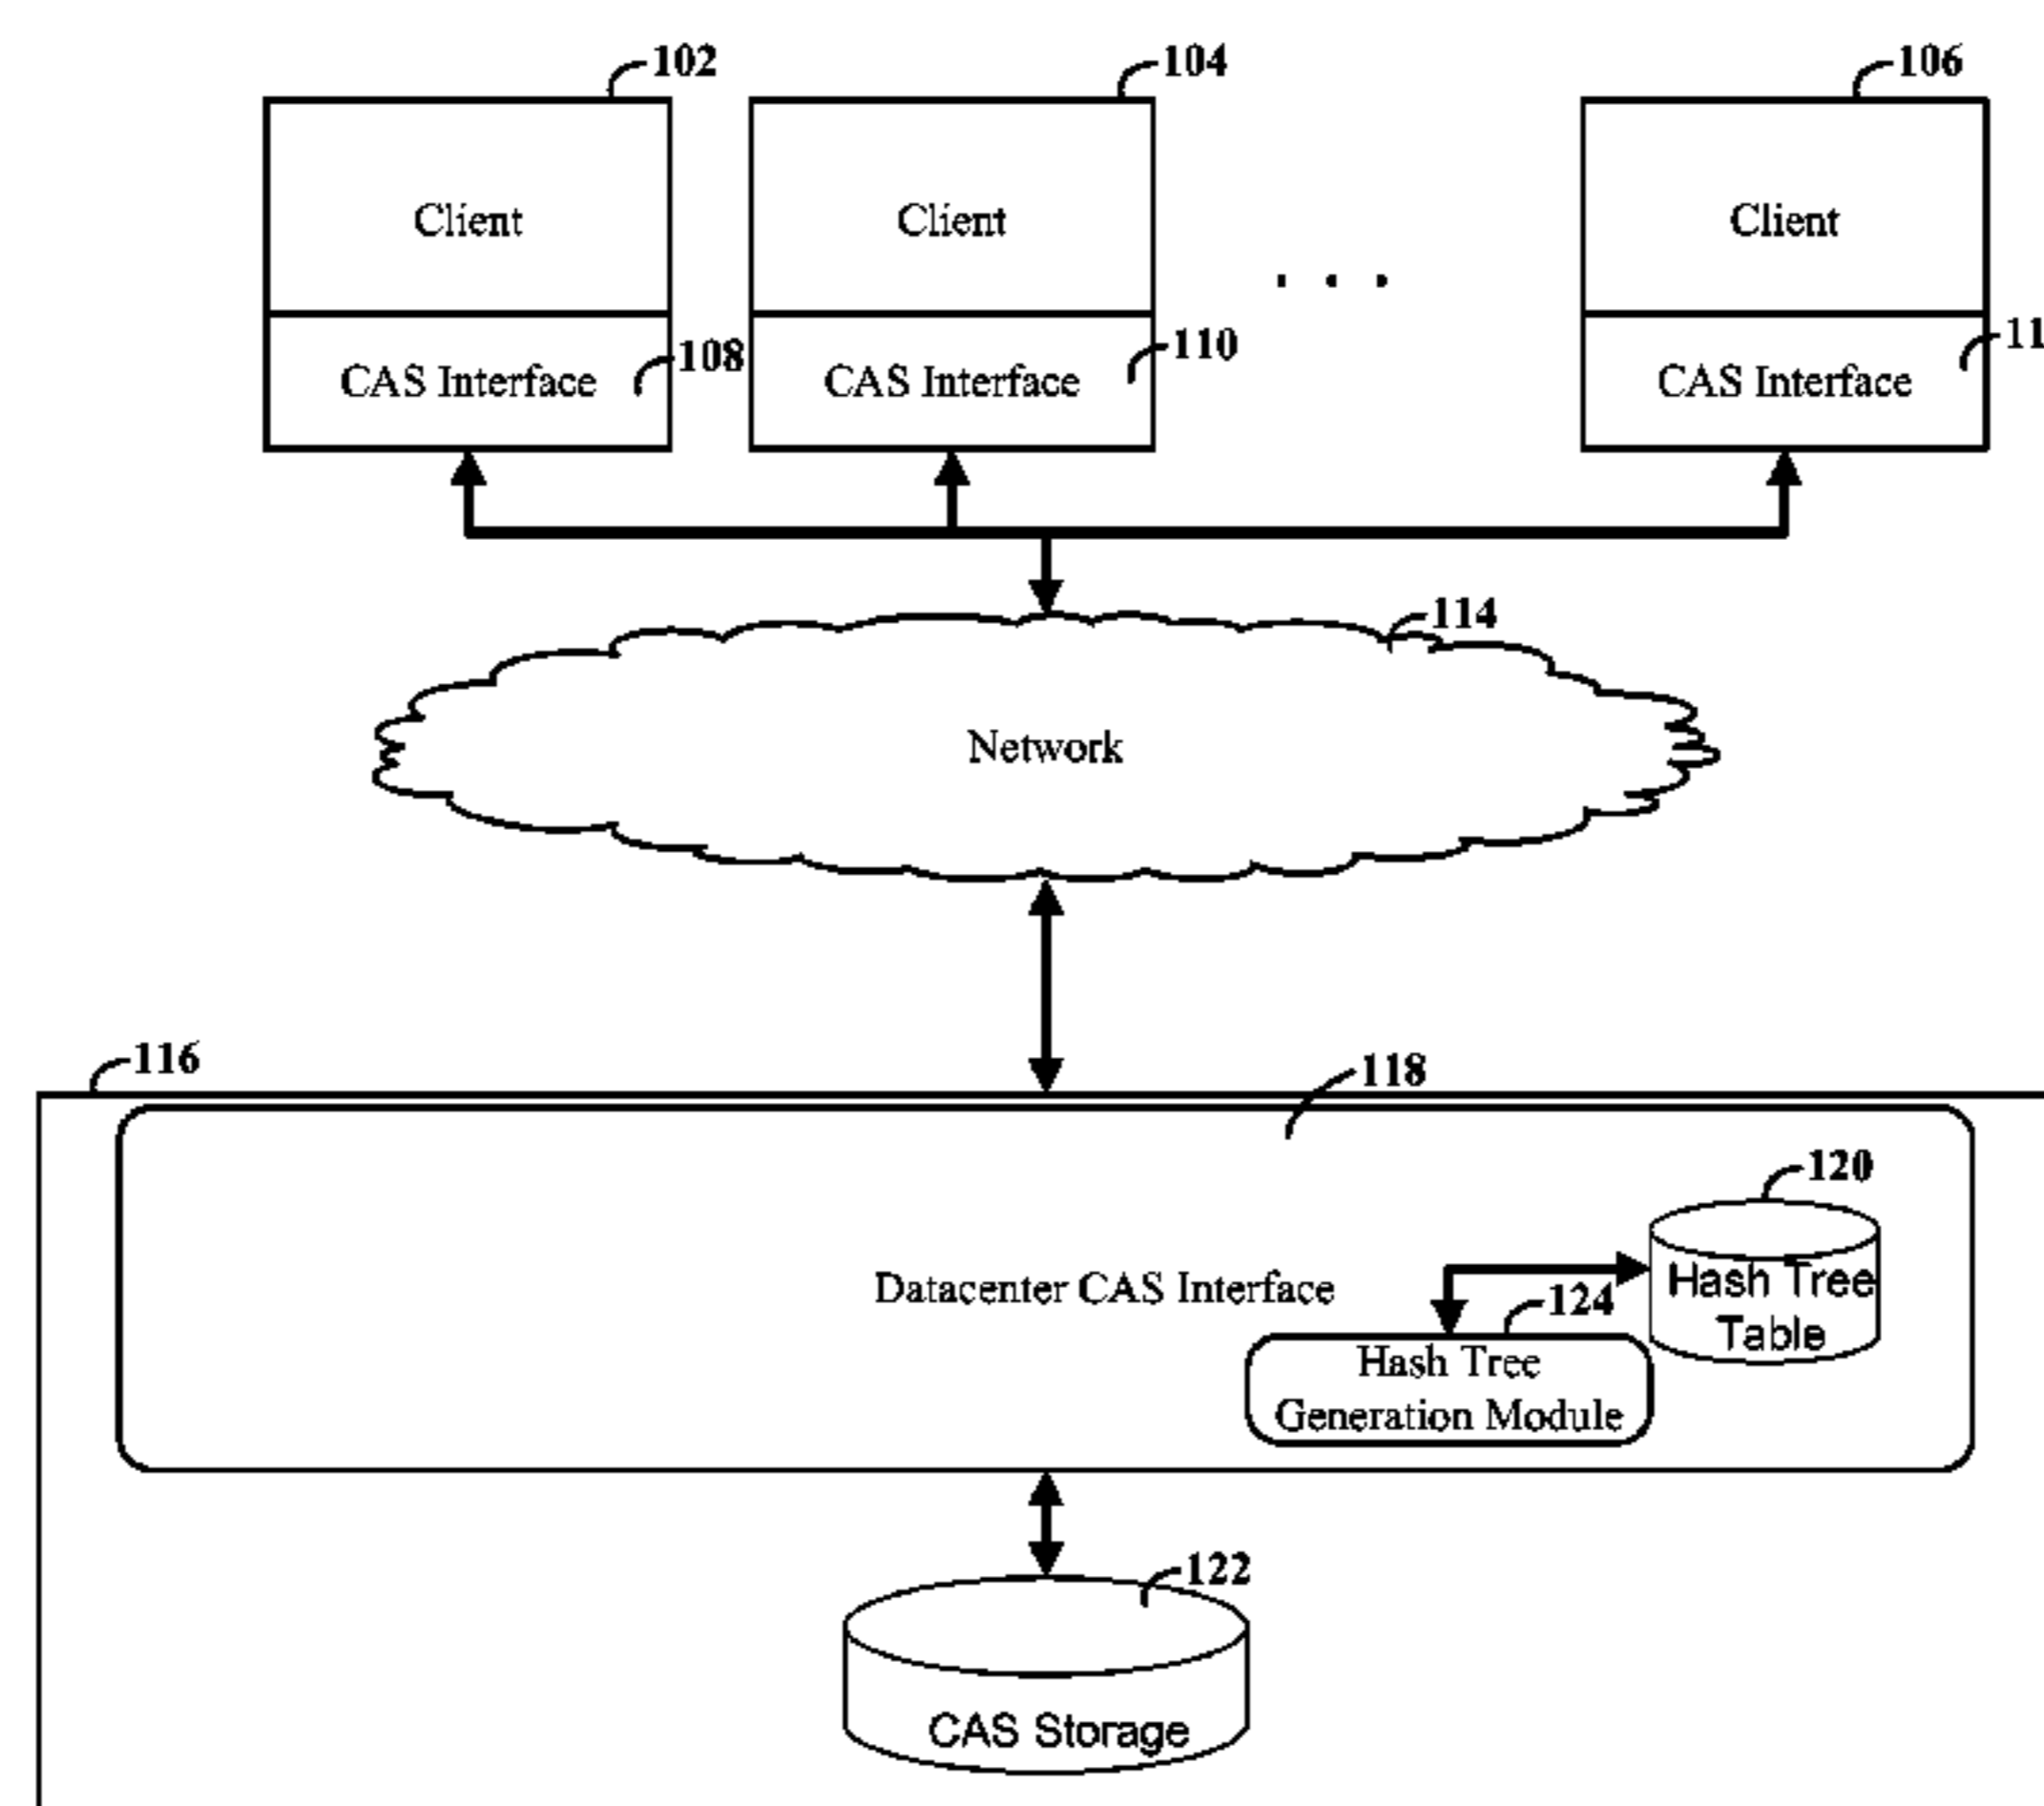 102
104
106
Client
Client
Client
108
110
11
CAS Interface
CAS Interface
CAS Interface
114
Network
116
118
120
Datacenter CAS Interface
Hash Tree
Table
124
Hash Tree
Generation Module
122
CAS Storage